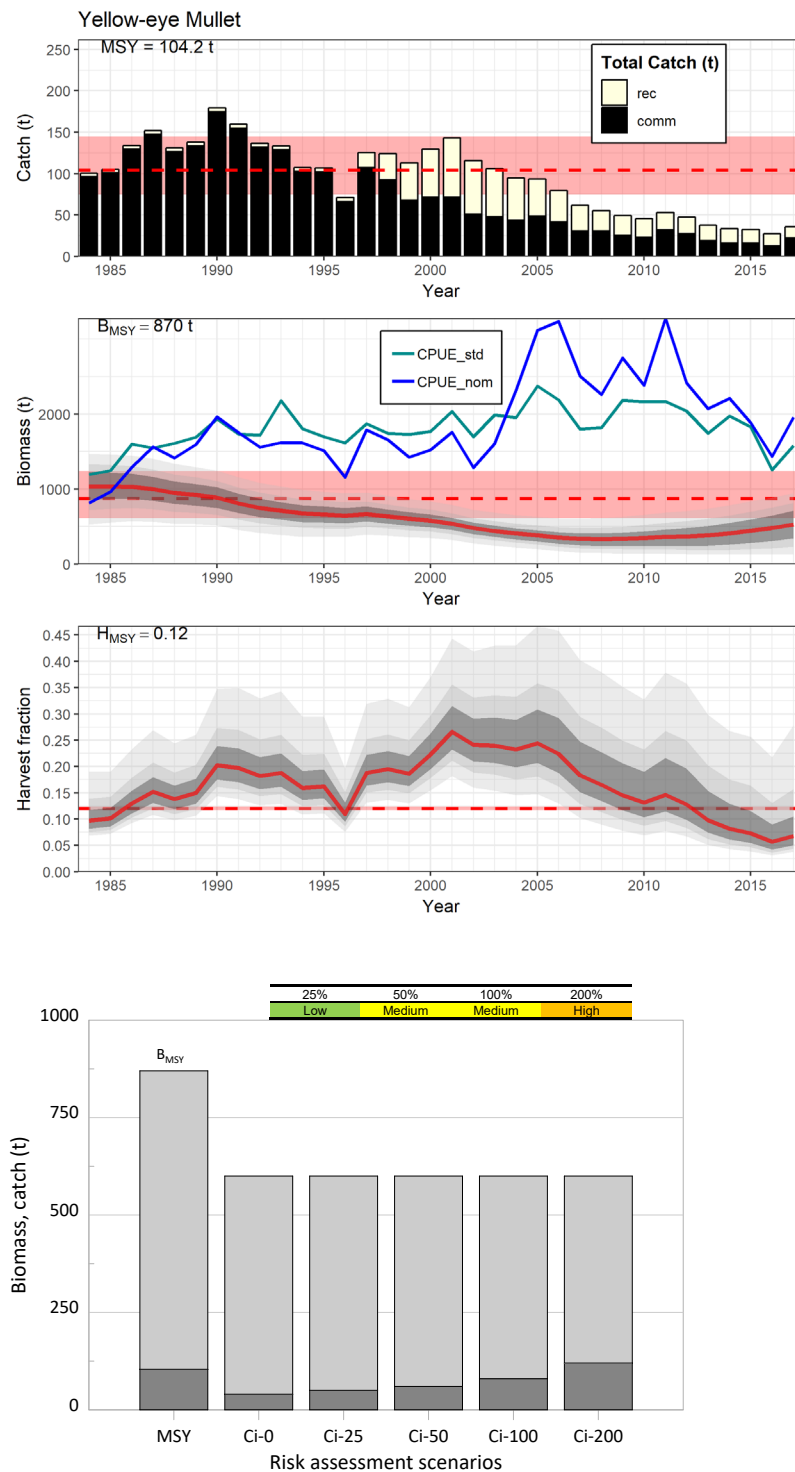 Yellow-eye Mullet
MSY = 104.2 t
Total Catch (t)
rec
comm
Catch (t)
250
200
150
100
50
0
1985 1990 1995 2000 2005 2010 2015
Year
BMSY = 870 t
CPUE_std
CPUE_nom
Biomass (t)
2000
1000
0
1985 1990 1995 2000 2005 2010 2015
Year
HMSY = 0.12
Harvest fraction
0.45
0.40
0.35
0.30
0.25
0.20
0.15
0.10
0.05
0.00
1985 1990 1995 2000 2005 2010 2015
Year
25% 50% 100% 200%
Low Medium Medium High
BMSY
Biomass, catch (t)
1000
750
500
250
0
MSY Ci-0 Ci-25 Ci-50 Ci-100 Ci-200
Risk assessment scenarios